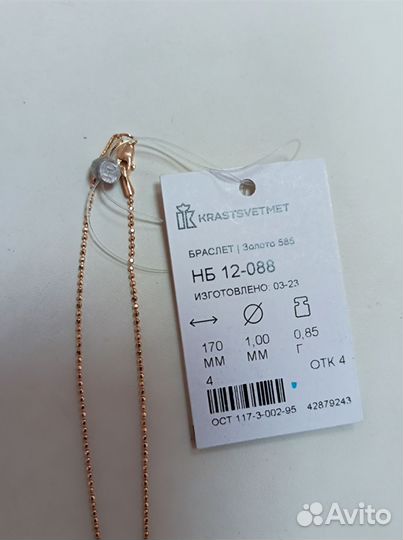 KRASTSVETMET
БРАСЛЕТ | Золото 585
НБ 12-088
ИЗГОТОВЛЕНО: 03-23
170 1,00 0,85
ММ ММ Г
4 ОТК 4
ОСТ 117-3-002-95 42879243
Avito